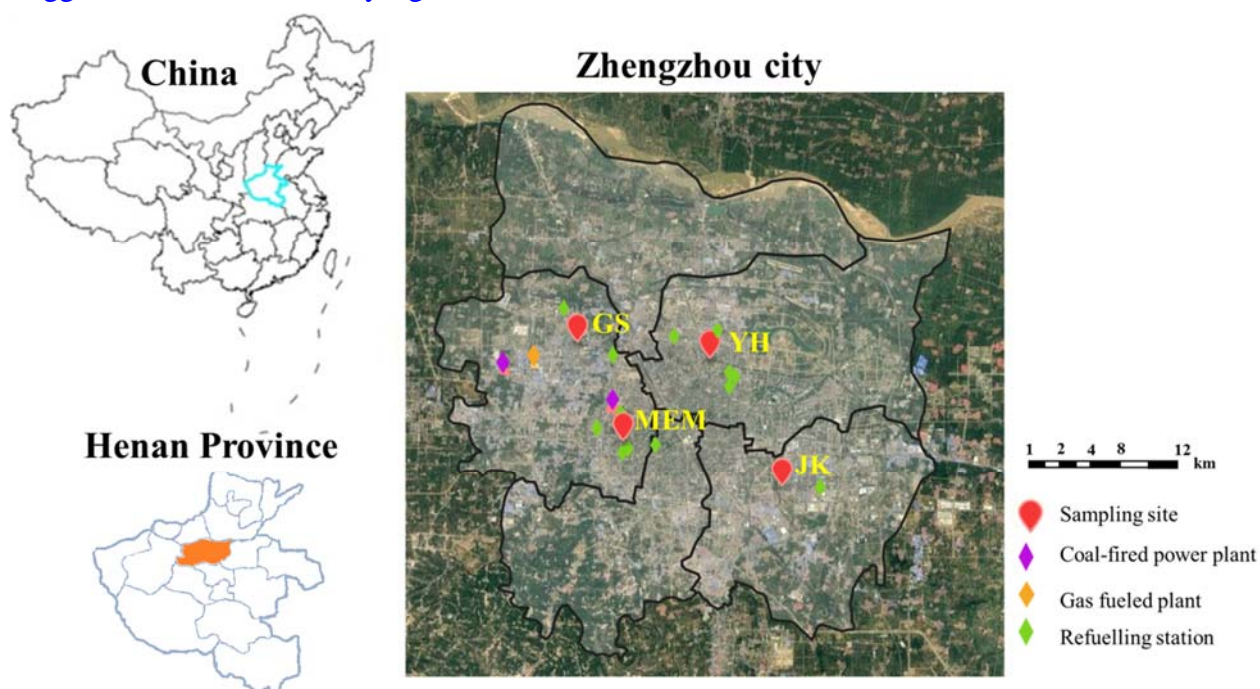 China
Zhengzhou city
GS
YH
MEM
JK
Henan Province
1 2 4 8 12 km
Sampling site
Coal-fired power plant
Gas fueled plant
Refuelling station